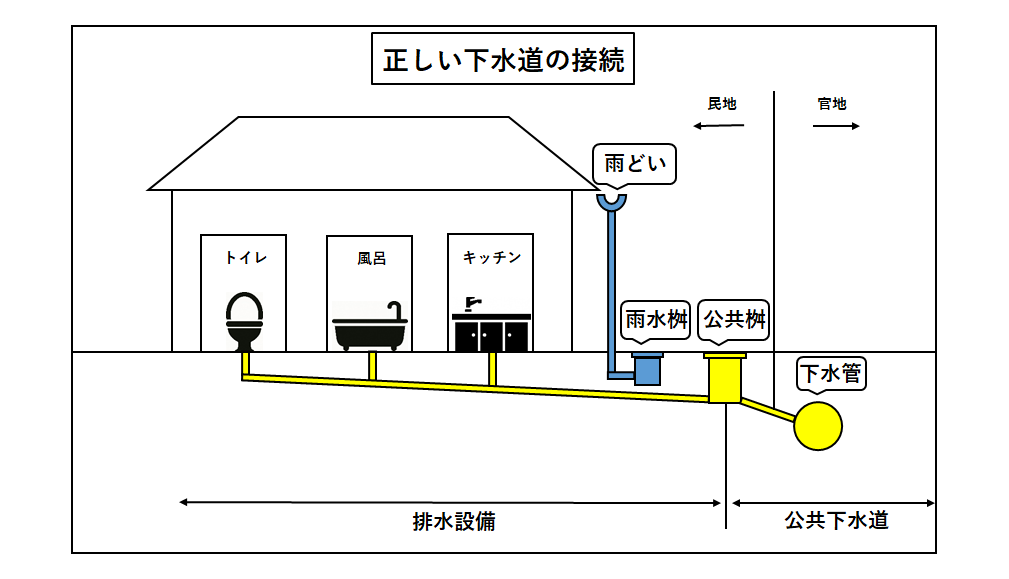 正しい下水道の接続
民地
官地
雨どい
トイレ
風呂
キッチン
雨水桝
公共桝
下水管
排水設備
公共下水道